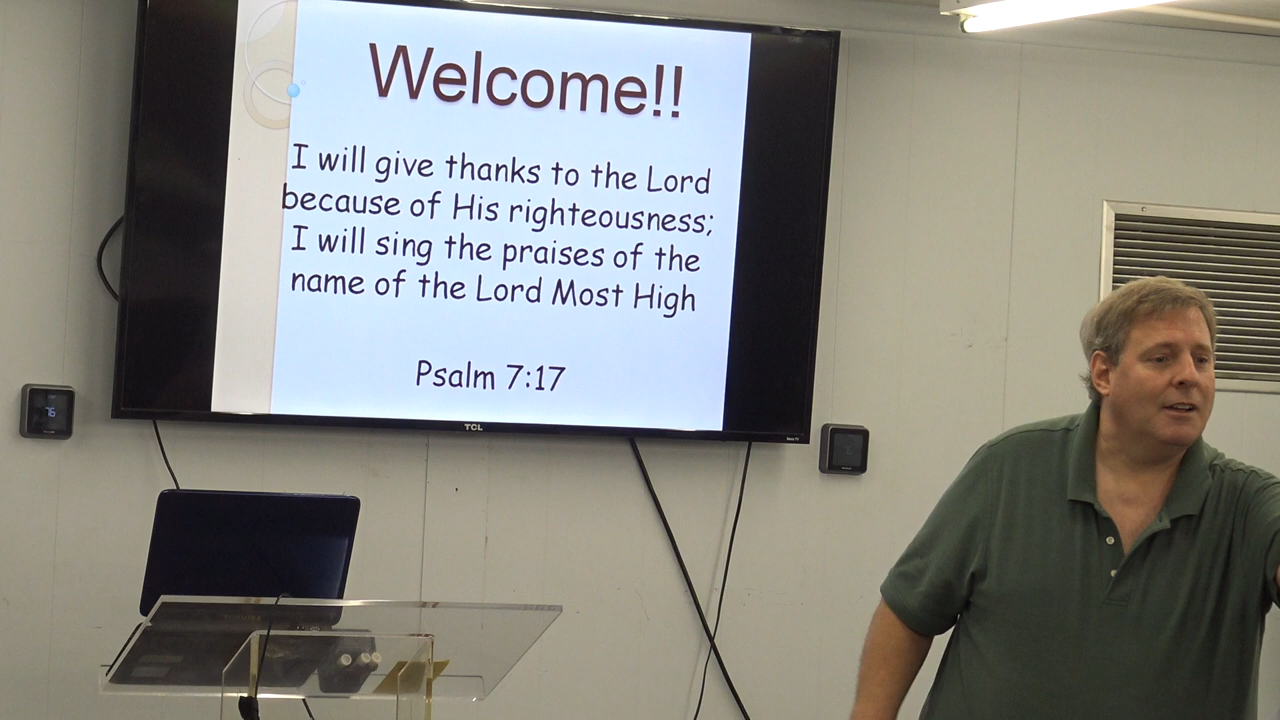 Welcome!!
I will give thanks to the Lord
because of His righteousness;
I will sing the praises of the
name of the Lord Most High
Psalm 7:17
TCL
76